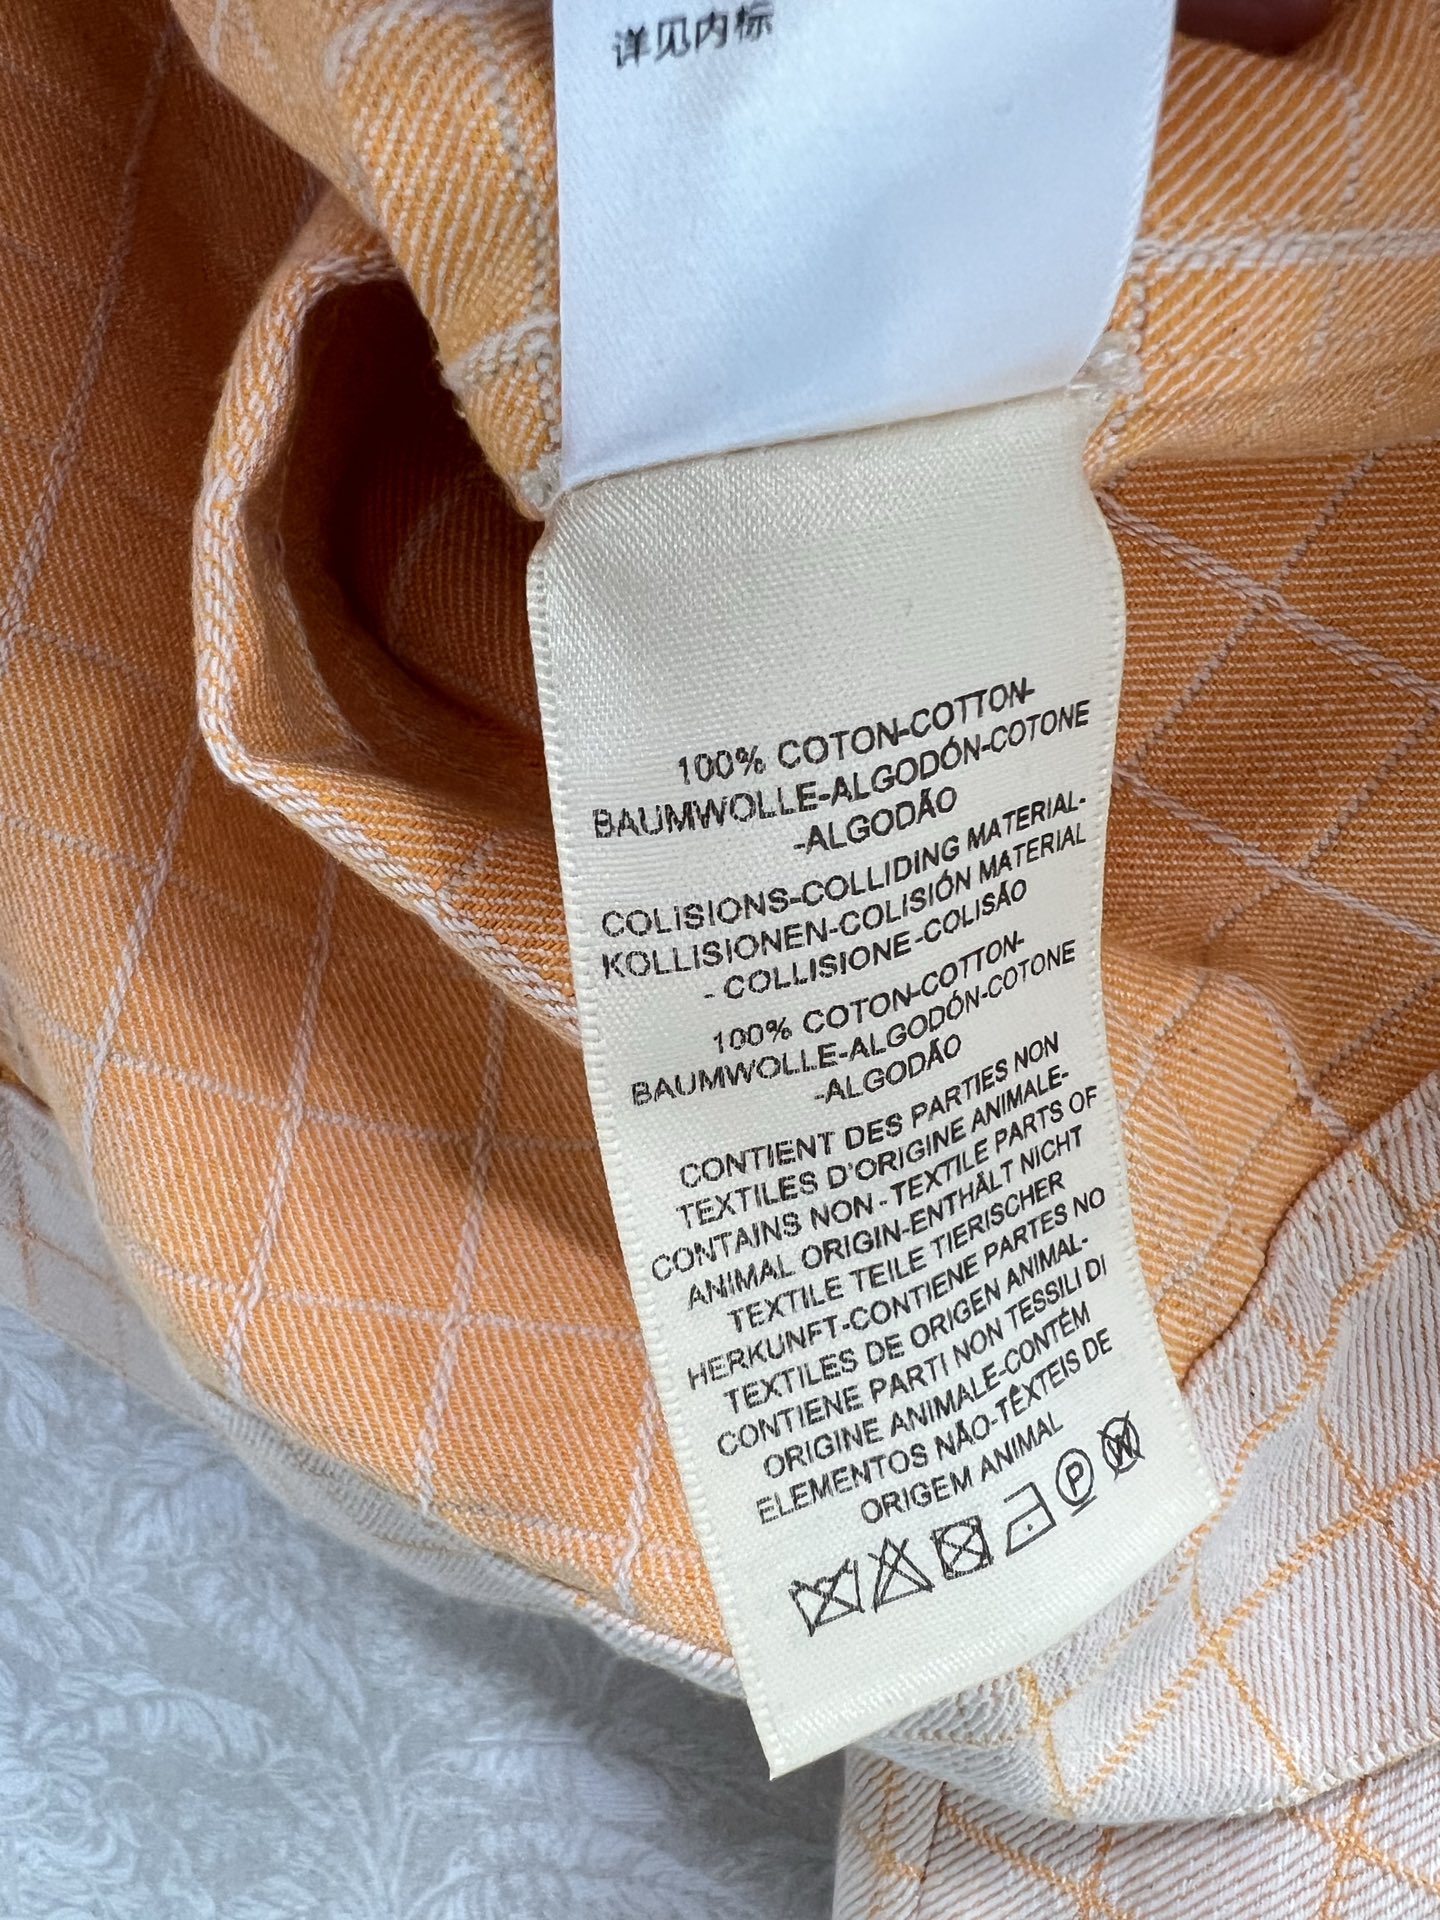 详见内标
100% COTON-COTTON-
BAUMWOLLE-ALGODÓN-COTONE
-ALGODÃO
COLISIONS-COLLIDING MATERIAL-
KOLLISIONEN-COLISIÓN MATERIAL
- COLLISIONE-COLISÃO
100% COTON-COTTON-
BAUMWOLLE-ALGODÓN-COTONE
-ALGODÃO
CONTIENT DES PARTIES NON
TEXTILES D'ORIGINE ANIMALE-
CONTAINS NON-TEXTILE PARTS OF
ANIMAL ORIGIN-ENTHÄLT NICHT
TEXTILE TEILE TIERISCHER
HERKUNFT-CONTIENE PARTES NO
TEXTILES DE ORIGEN ANIMAL-
CONTIENE PARTI NON TESSILI DI
ORIGINE ANIMALE-CONTÉM
ELEMENTOS NÃO-TÊXTEIS DE
ORIGEM ANIMAL
P W